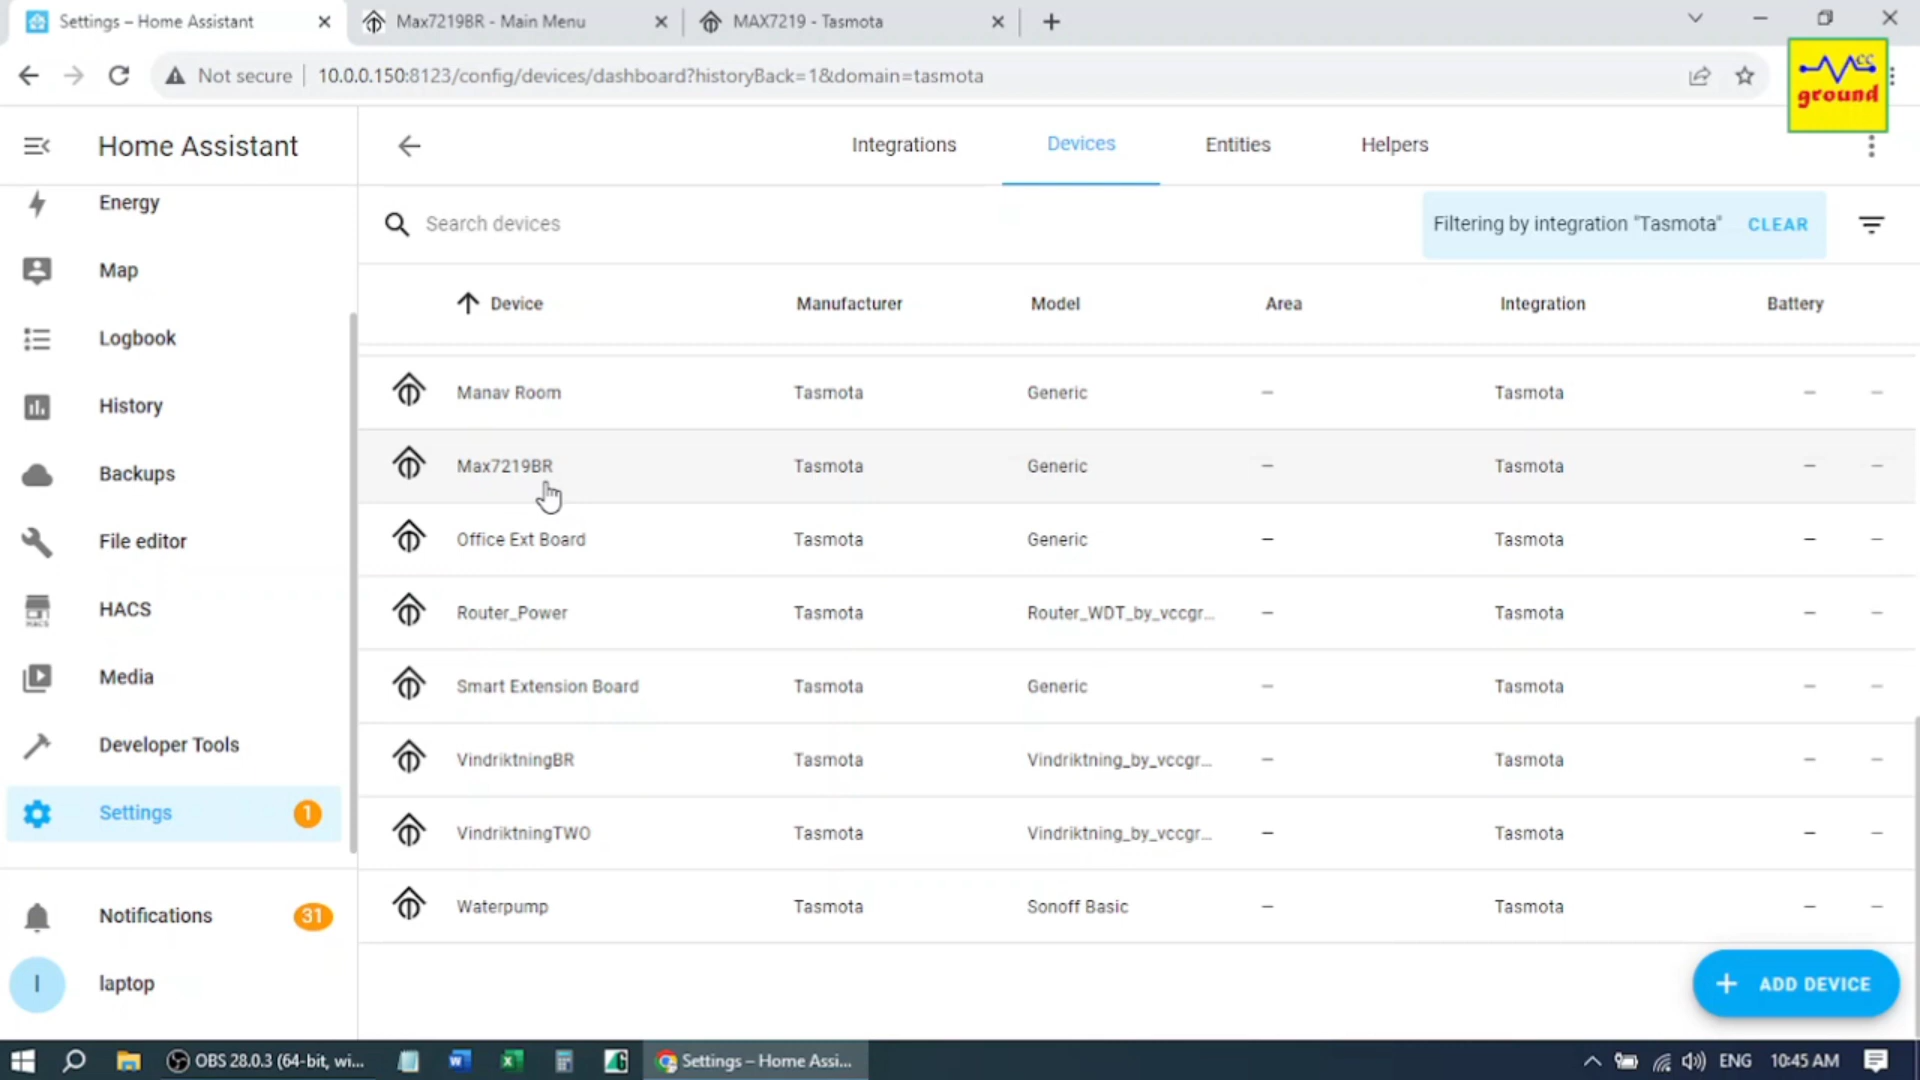 Settings – Home Assistant
Max7219BR - Main Menu
MAX7219 - Tasmota
Not secure
10.0.0.150:8123/config/devices/dashboard?historyBack=1&domain=tasmota
CC
ground
Home Assistant
Integrations
Devices
Entities
Helpers
Energy
Map
Logbook
History
Backups
File editor
HACS
HACS
Media
Developer Tools
Settings
1
Notifications
31
laptop
Search devices
Filtering by integration "Tasmota"
CLEAR
Device Manufacturer Model Area Integration Battery
Manav Room Tasmota Generic – Tasmota – –
Max7219BR Tasmota Generic – Tasmota – –
Office Ext Board Tasmota Generic – Tasmota – –
Router_Power Tasmota Router_WDT_by_vccgr... – Tasmota – –
Smart Extension Board Tasmota Generic – Tasmota – –
VindriktningBR Tasmota Vindriktning_by_vccgr... – Tasmota – –
VindriktningTWO Tasmota Vindriktning_by_vccgr... – Tasmota – –
Waterpump Tasmota Sonoff Basic – Tasmota – –
ADD DEVICE
OBS 28.0.3 (64-bit, wi...
Settings – Home Assi...
ENG
10:45 AM